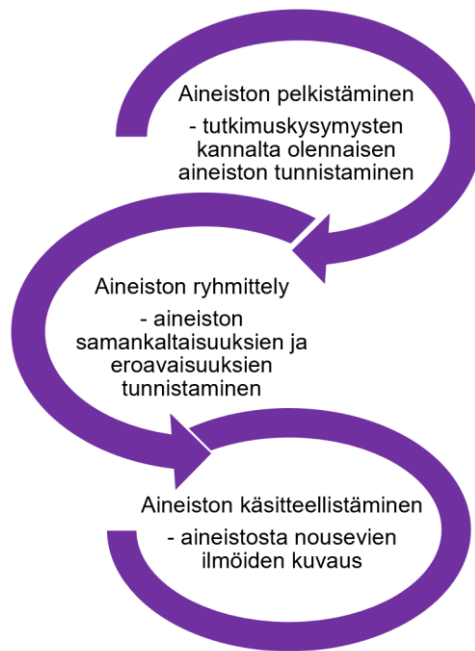 Aineiston pelkistäminen
- tutkimuskysymysten
kannalta olennaisen
aineiston tunnistaminen
Aineiston ryhmittely
- aineiston
samankaltaisuuksien ja
eroavaisuuksien
tunnistaminen
Aineiston käsitteellistäminen
- aineistosta nousevien
ilmöiden kuvaus